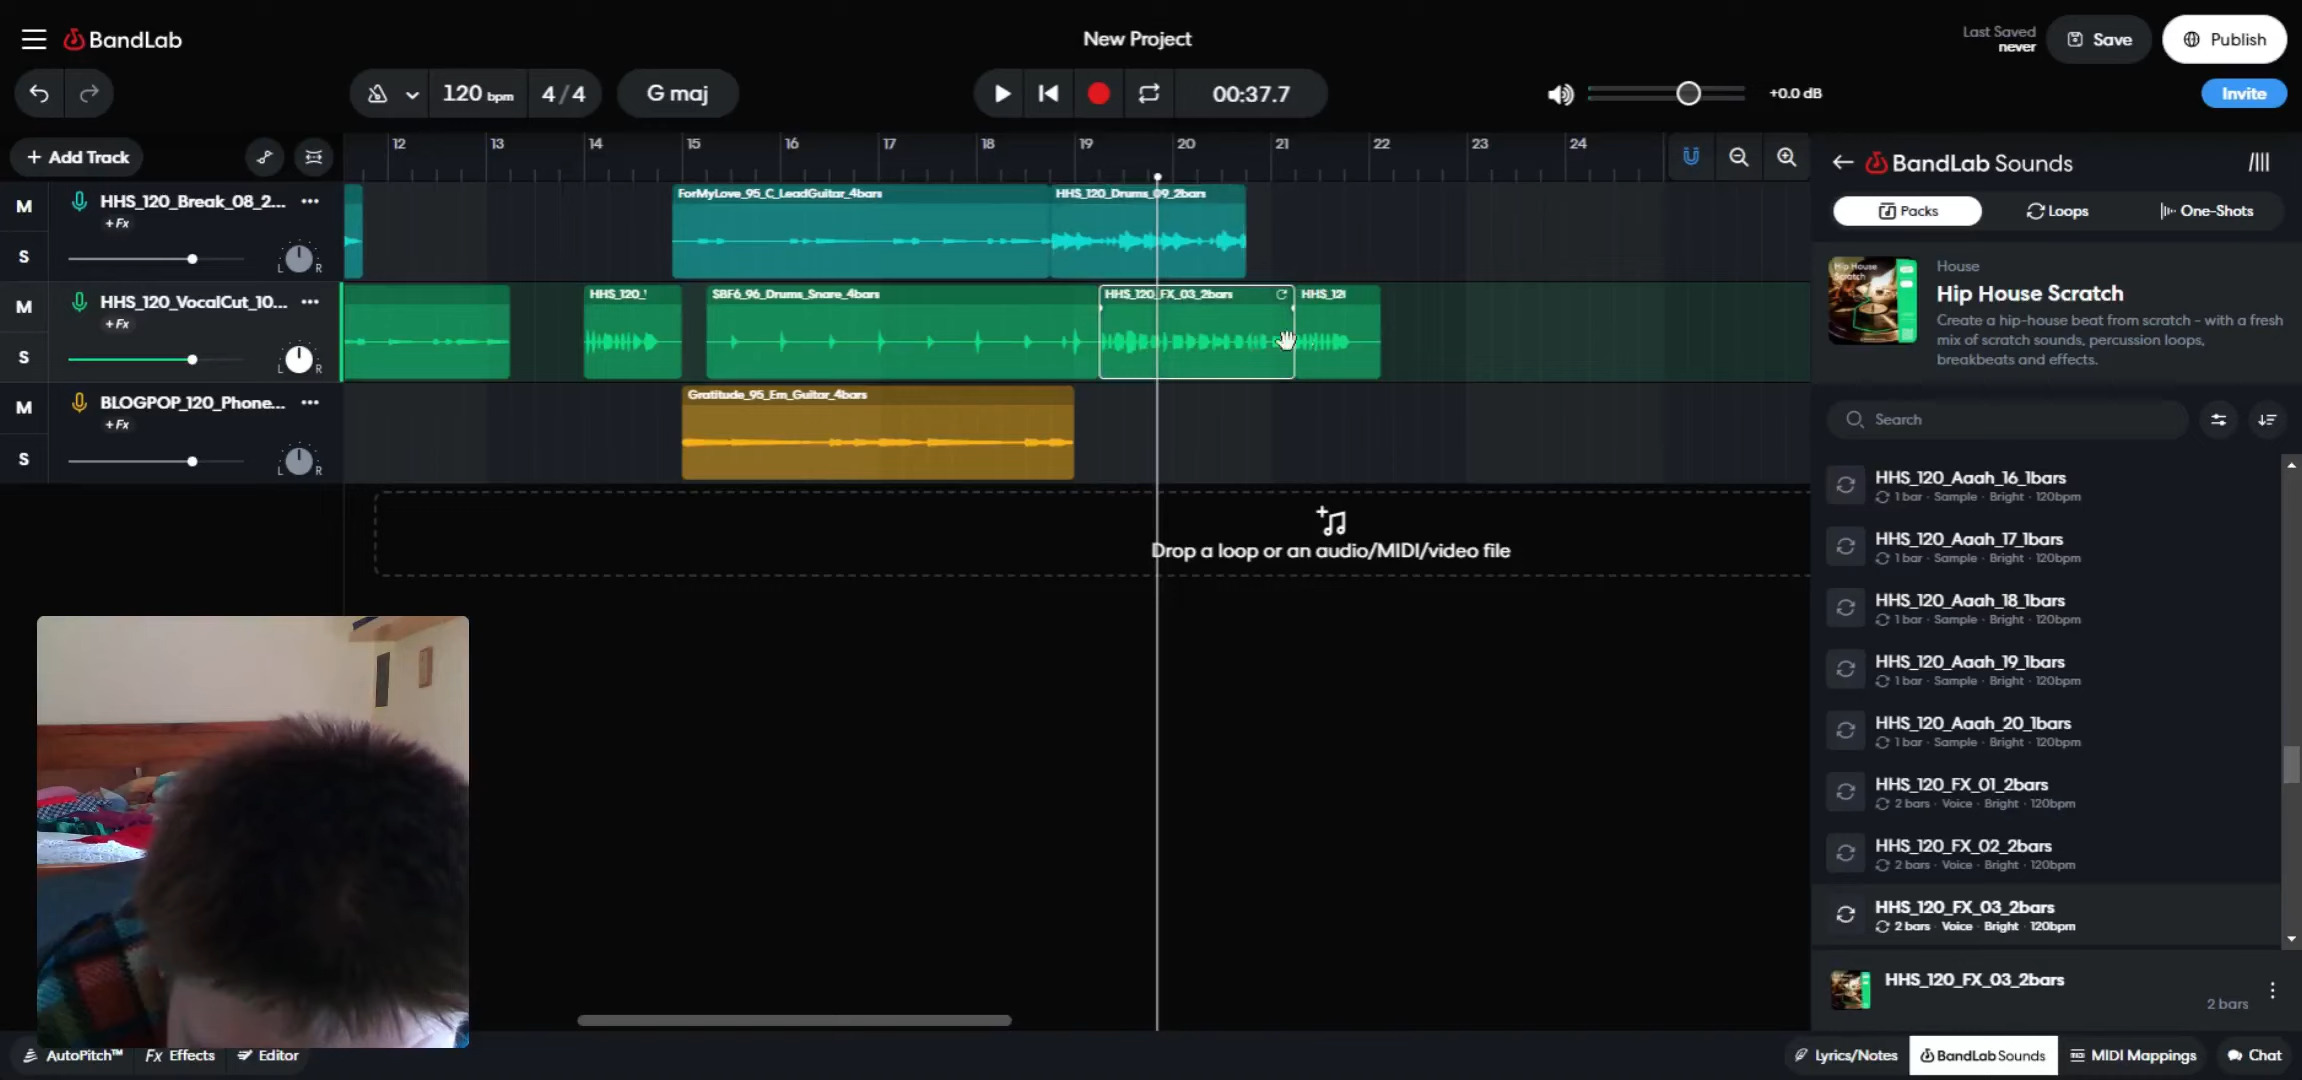 BandLab
New Project
Last Saved
never
Save
Publish
120 bpm
4/4
G maj
00:37.7
+0.0 dB
Invite
+ Add Track
12 13 14 15 16 17 18 19 20 21 22 23 24
BandLab Sounds
Packs
Loops
One-Shots
M
HHS_120_Break_08_2...
+Fx
S
L R
ForMyLove_95_C_LeadGuitar_4bars
HHS_120_Drums_09_2bars
M
HHS_120_VocalCut_10...
+Fx
S
L R
HHS_120_
SBF6_96_Drums_Snare_4bars
HHS_120_FX_03_2bars
HHS_12
M
BLOGPOP_120_Phone...
+Fx
S
L R
Gratitude_95_Em_Guitar_4bars
Drop a loop or an audio/MIDI/video file
Hip House
Scratch
House
Hip House Scratch
Create a hip-house beat from scratch - with a fresh
mix of scratch sounds, percussion loops,
breakbeats and effects.
Search
HHS_120_Aaah_16_1bars
1 bar · Sample · Bright · 120bpm
HHS_120_Aaah_17_1bars
1 bar · Sample · Bright · 120bpm
HHS_120_Aaah_18_1bars
1 bar · Sample · Bright · 120bpm
HHS_120_Aaah_19_1bars
1 bar · Sample · Bright · 120bpm
HHS_120_Aaah_20_1bars
1 bar · Sample · Bright · 120bpm
HHS_120_FX_01_2bars
2 bars · Voice · Bright · 120bpm
HHS_120_FX_02_2bars
2 bars · Voice · Bright · 120bpm
HHS_120_FX_03_2bars
2 bars · Voice · Bright · 120bpm
HHS_120_FX_03_2bars
2 bars
AutoPitch™
Fx Effects
Editor
Lyrics/Notes
BandLab Sounds
MIDI Mappings
Chat